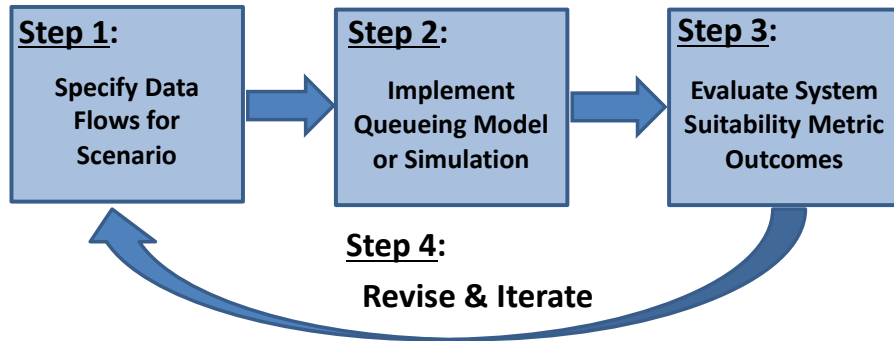 Step 1:
Specify Data
Flows for
Scenario
Step 2:
Implement
Queueing Model
or Simulation
Step 3:
Evaluate System
Suitability Metric
Outcomes
Step 4:
Revise & Iterate